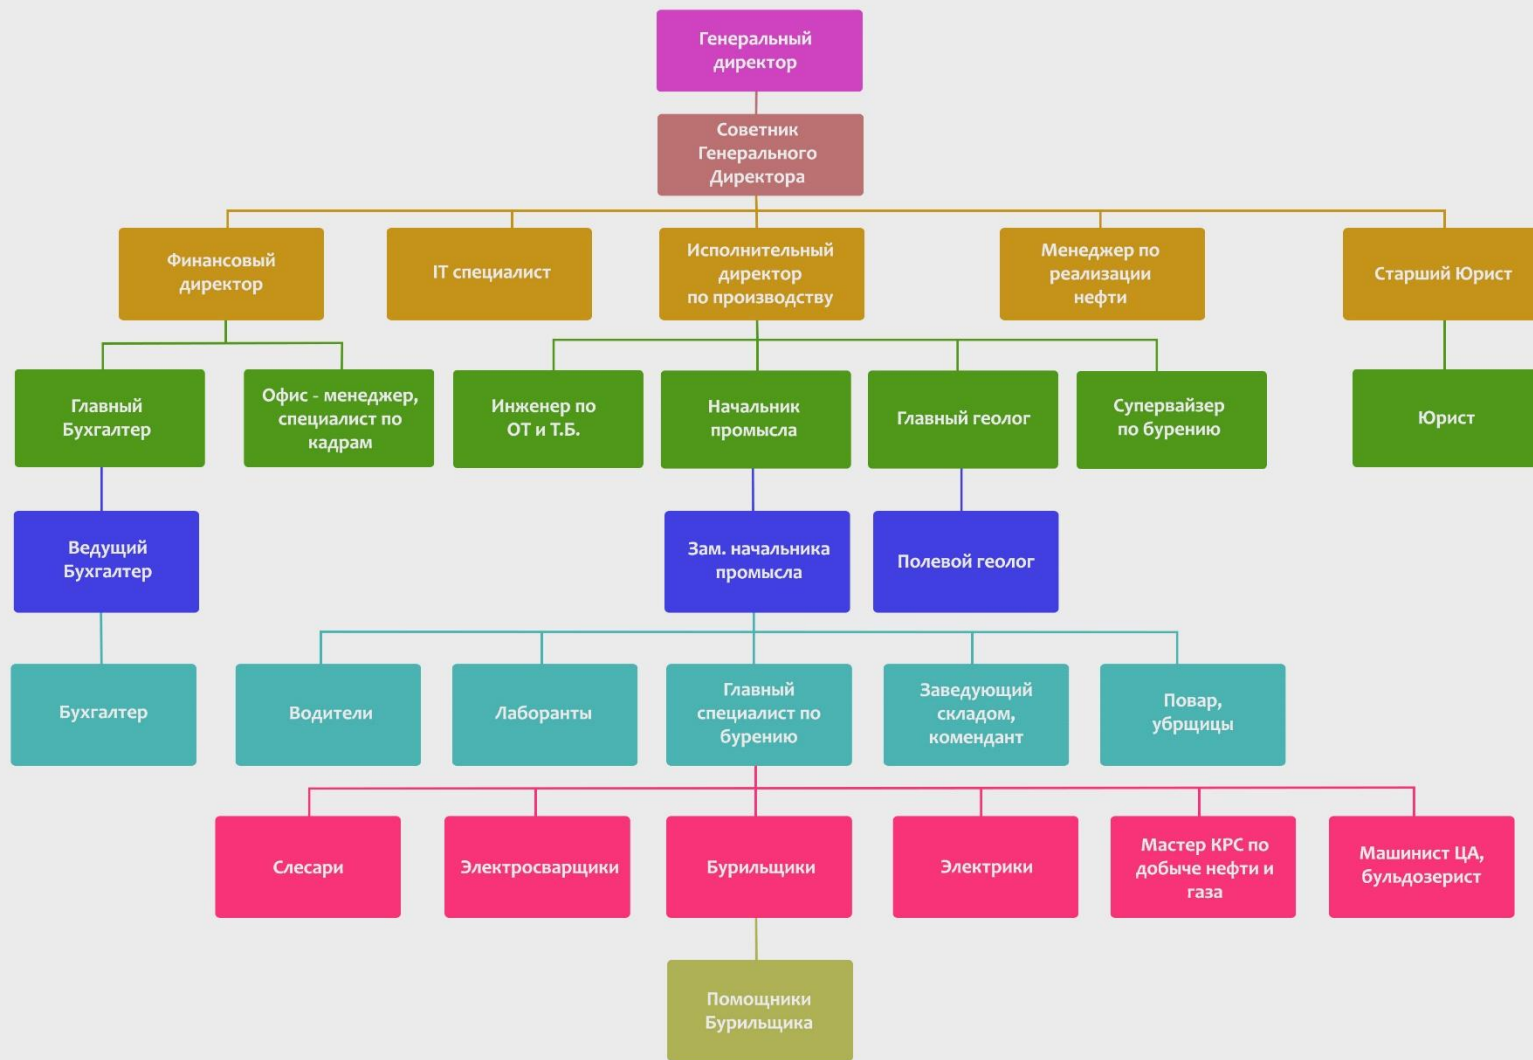 Генеральный
директор
Советник
Генерального
Директора
Финансовый
директор
IT специалист
Исполнительный
директор
по производству
Менеджер по
реализации
нефти
Старший Юрист
Главный
Бухгалтер
Офис - менеджер,
специалист по
кадрам
Инженер по
ОТ и Т.Б.
Начальник
промысла
Главный геолог
Супервайзер
по бурению
Юрист
Ведущий
Бухгалтер
Зам. начальника
промысла
Полевой геолог
Бухгалтер
Водители
Лаборанты
Главный
специалист по
бурению
Заведующий
складом,
комендант
Повар,
убрщицы
Слесари
Электросварщики
Бурильщики
Электрики
Мастер КРС по
добыче нефти и
газа
Машинист ЦА,
бульдозерист
Помощники
Бурильщика